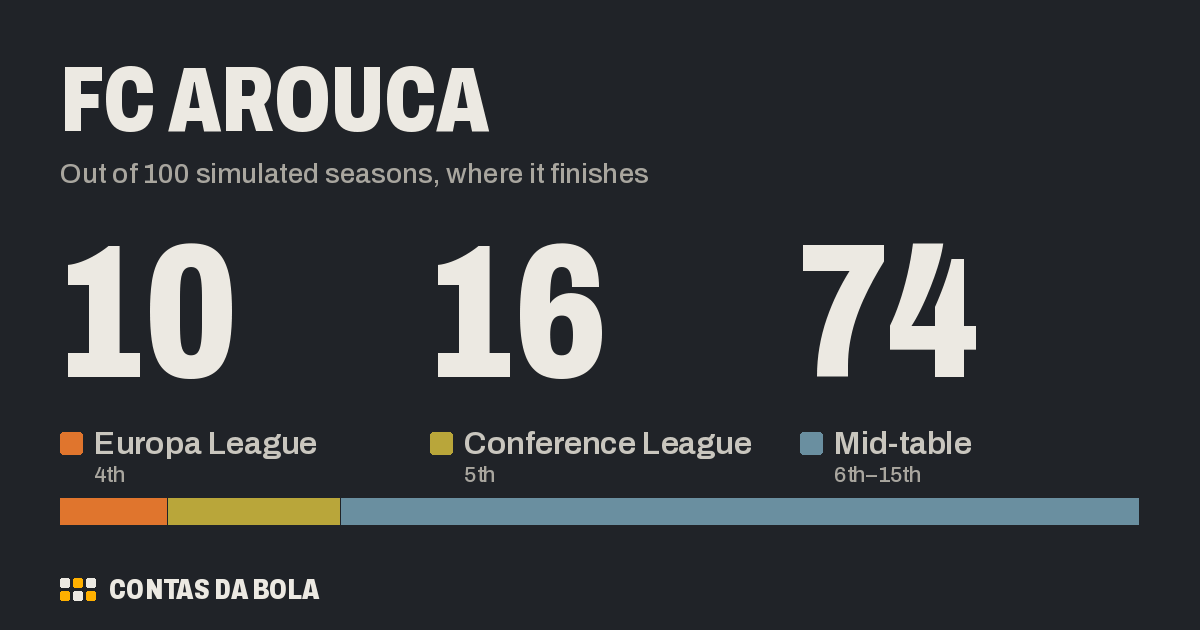 FC AROUCA
Out of 100 simulated seasons, where it finishes
10 16 74
Europa League Conference League Mid-table
4th 5th 6th–15th
CONTAS DA BOLA